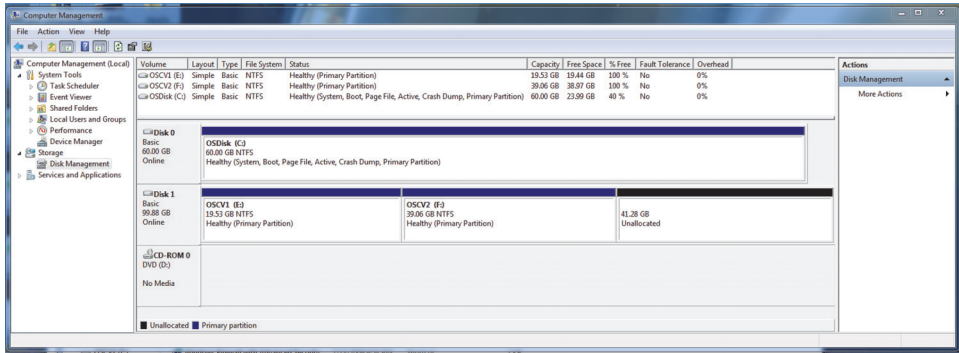 Computer Management
File Action View Help
Computer Management (Local)
System Tools
Task Scheduler
Event Viewer
Shared Folders
Local Users and Groups
Performance
Device Manager
Storage
Disk Management
Services and Applications
Volume Layout Type File System Status Capacity Free Space % Free Fault Tolerance Overhead
OSCV1 (E:) Simple Basic NTFS Healthy (Primary Partition) 19.53 GB 19.44 GB 100 % No 0%
OSCV2 (F:) Simple Basic NTFS Healthy (Primary Partition) 39.06 GB 38.97 GB 100 % No 0%
OSDisk (C:) Simple Basic NTFS Healthy (System, Boot, Page File, Active, Crash Dump, Primary Partition) 60.00 GB 23.99 GB 40 % No 0%
Disk 0
Basic
60.00 GB
Online
OSDisk (C:)
60.00 GB NTFS
Healthy (System, Boot, Page File, Active, Crash Dump, Primary Partition)
Disk 1
Basic
99.88 GB
Online
OSCV1 (E:)
19.53 GB NTFS
Healthy (Primary Partition)
OSCV2 (F:)
39.06 GB NTFS
Healthy (Primary Partition)
41.28 GB
Unallocated
CD-ROM 0
DVD (D:)
No Media
Unallocated Primary partition
Actions
Disk Management
More Actions